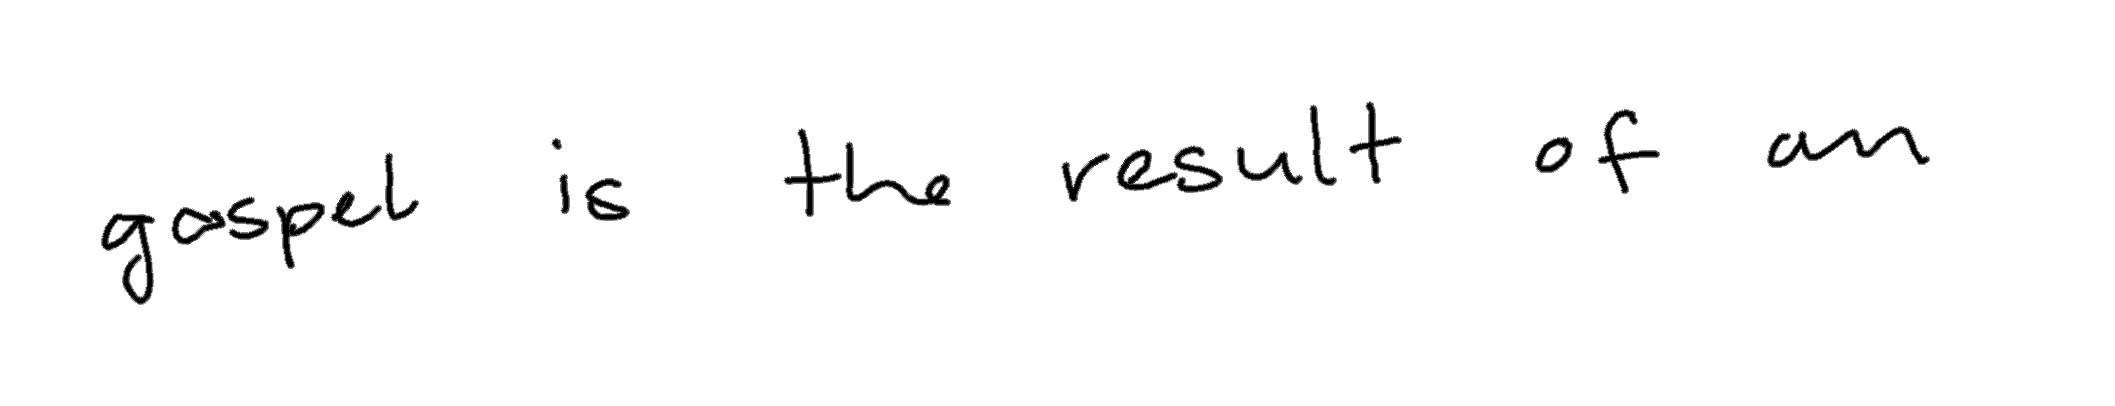 gospel is the result of an